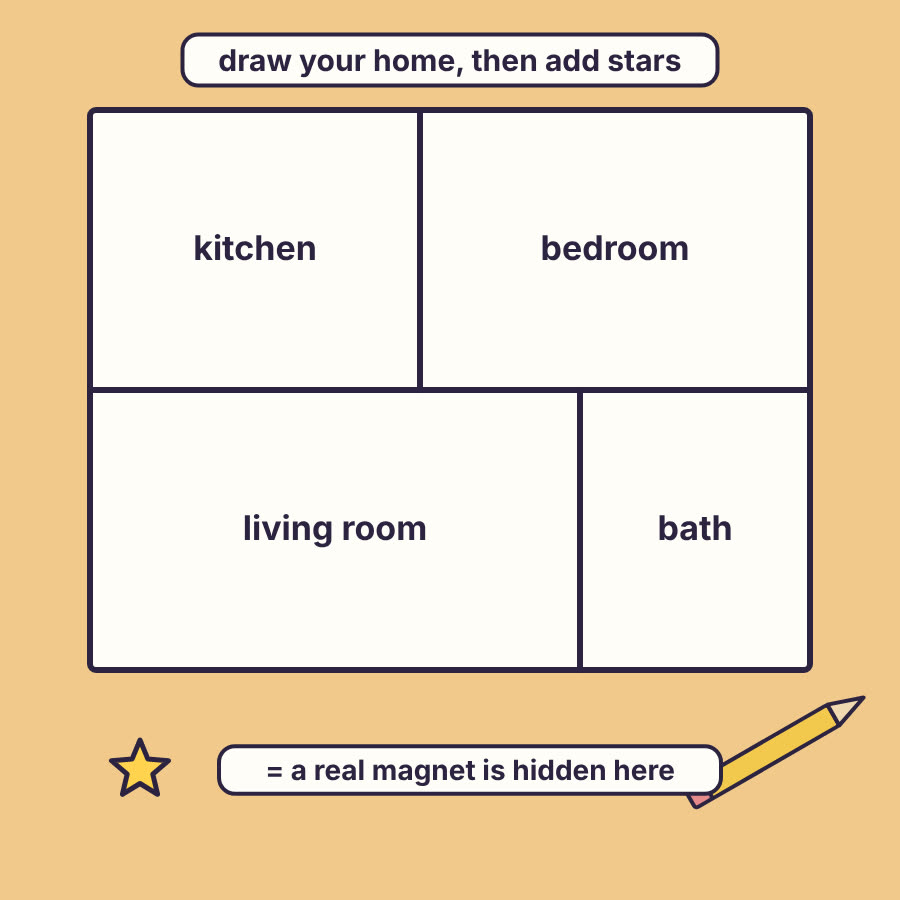 draw your home, then add stars
kitchen
bedroom
living room
bath
= a real magnet is hidden here